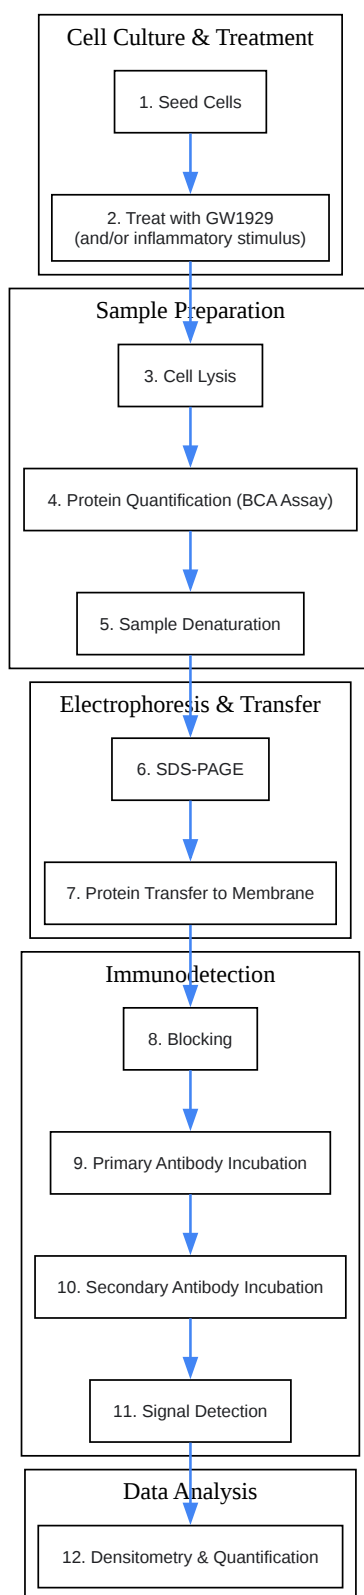 Cell Culture & Treatment
1. Seed Cells
2. Treat with GW1929
(and/or inflammatory stimulus)
Sample Preparation
3. Cell Lysis
4. Protein Quantification (BCA Assay)
5. Sample Denaturation
Electrophoresis & Transfer
6. SDS-PAGE
7. Protein Transfer to Membrane
Immunodetection
8. Blocking
9. Primary Antibody Incubation
10. Secondary Antibody Incubation
11. Signal Detection
Data Analysis
12. Densitometry & Quantification